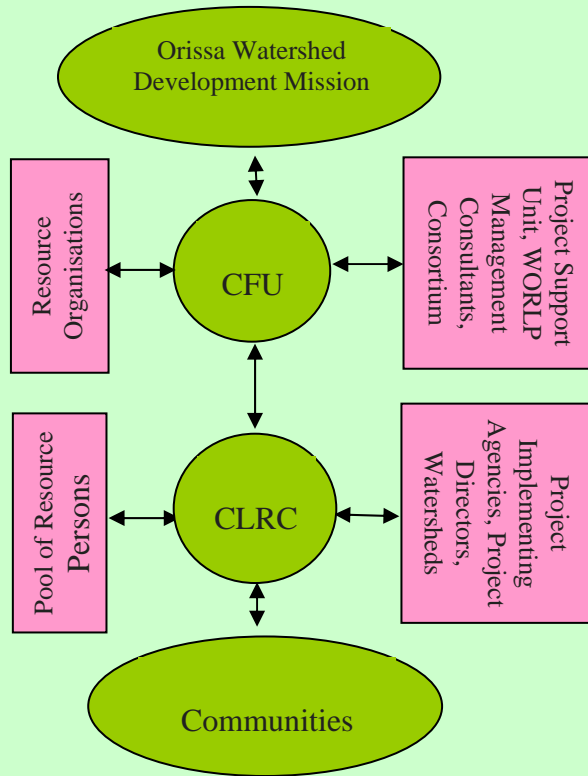 Orissa Watershed
Development Mission
Resource
Organisations
CFU
Project Support
Unit, WORLP
Management
Consultants,
Consortium
Pool of Resource
Persons
CLRC
Project
Implementing
Agencies, Project
Directors,
Watersheds
Communities